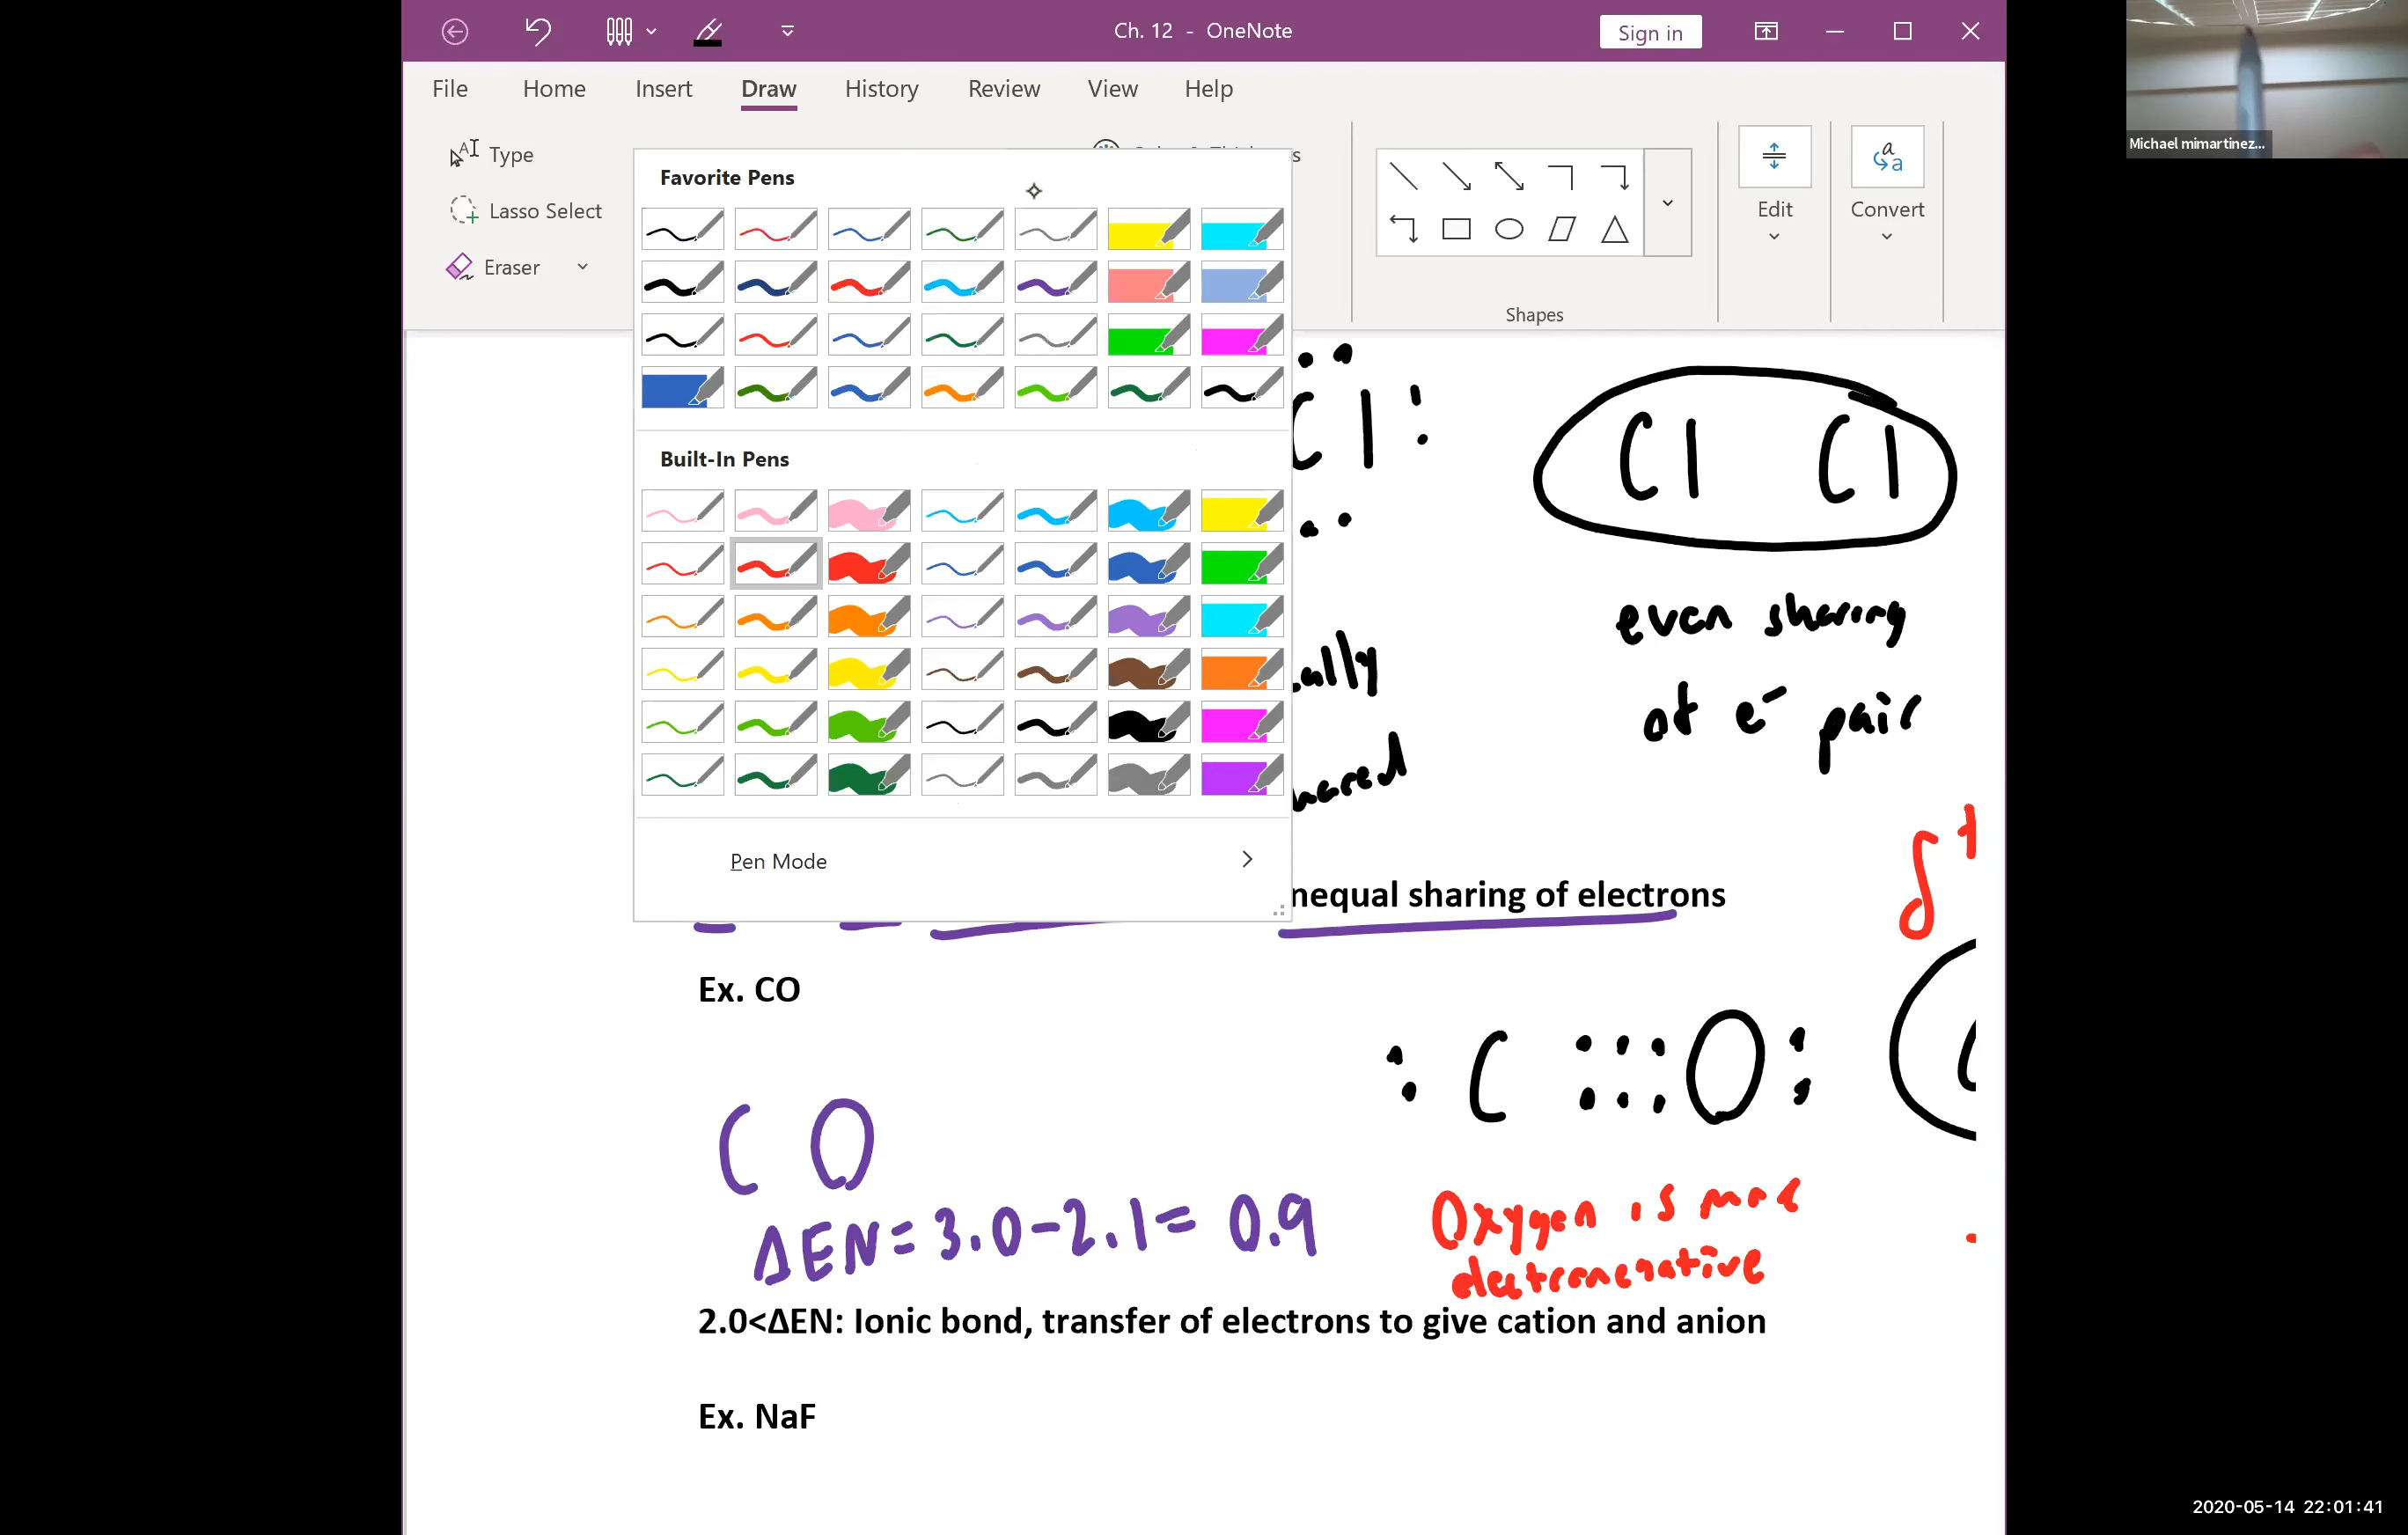 Ch. 12 - OneNote
Sign in
Michael mimartinez...
File Home Insert Draw History Review View Help
Type
Lasso Select
Eraser
Favorite Pens
Built-In Pens
Pen Mode
Shapes
Edit
Convert
Cl
Cl Cl
even sharing
of e⁻ pair
ally
hared
δ+
nequal sharing of electrons
Ex. CO
: C ::: O :
C O
ΔEN = 3.0 - 2.1 = 0.9
Oxygen is more
electronegative
2.0<ΔEN: Ionic bond, transfer of electrons to give cation and anion
Ex. NaF
2020-05-14 22:01:41